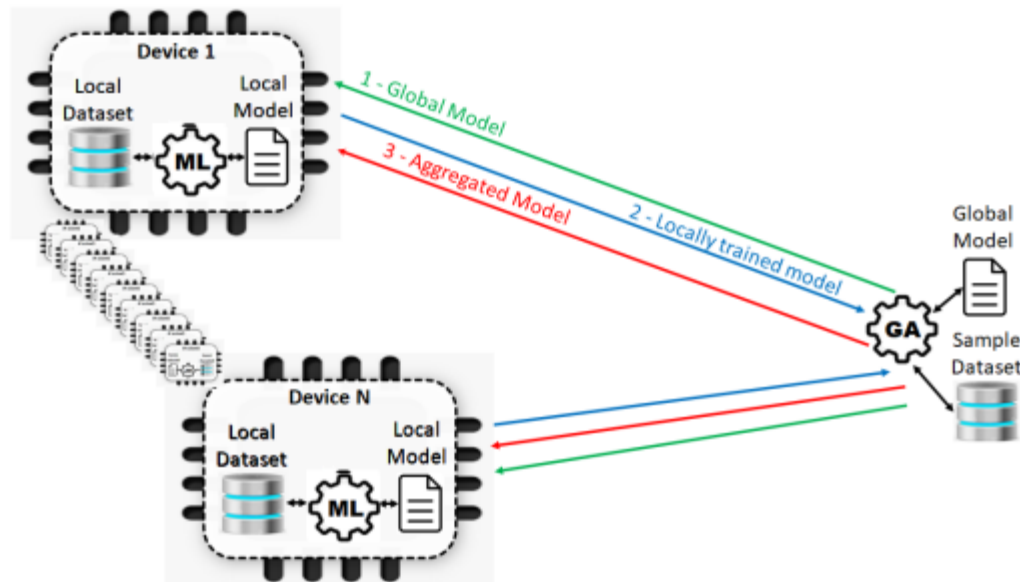 Device 1
Local
Dataset
Local
Model
ML
1 - Global Model
2 - Locally trained model
3 - Aggregated Model
Global
Model
GA
Sample
Dataset
Device N
Local
Dataset
Local
Model
ML